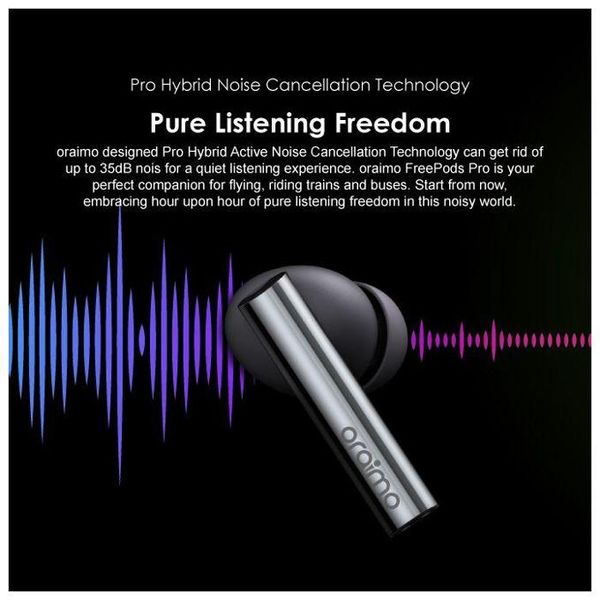 Pro Hybrid Noise Cancellation Technology
Pure Listening Freedom
oraimo designed Pro Hybrid Active Noise Cancellation Technology can get rid of
up to 35dB nois for a quiet listening experience. oraimo FreePods Pro is your
perfect companion for flying, riding trains and buses. Start from now,
embracing hour upon hour of pure listening freedom in this noisy world.
oraimo